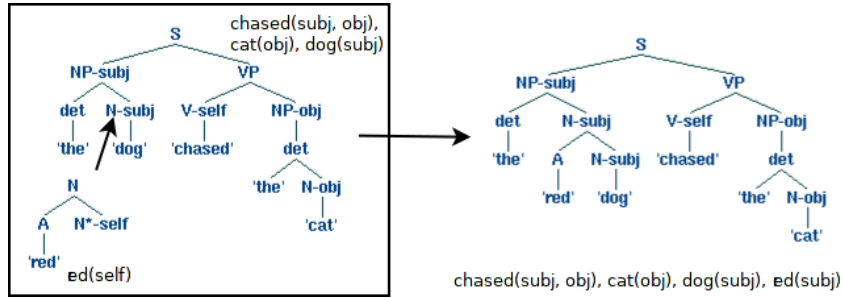 chased(subj, obj),
S cat(obj), dog(subj) S
NP-subj VP NP-subj VP
det N-subj V-self NP-obj det N-subj V-self NP-obj
'the' 'dog' 'chased' det 'the' A N-subj 'chased' det
N 'the' N-obj 'red' 'dog' 'the' N-obj
A N*-self 'cat' 'cat'
'red' ed(self)
chased(subj, obj), cat(obj), dog(subj), ed(subj)